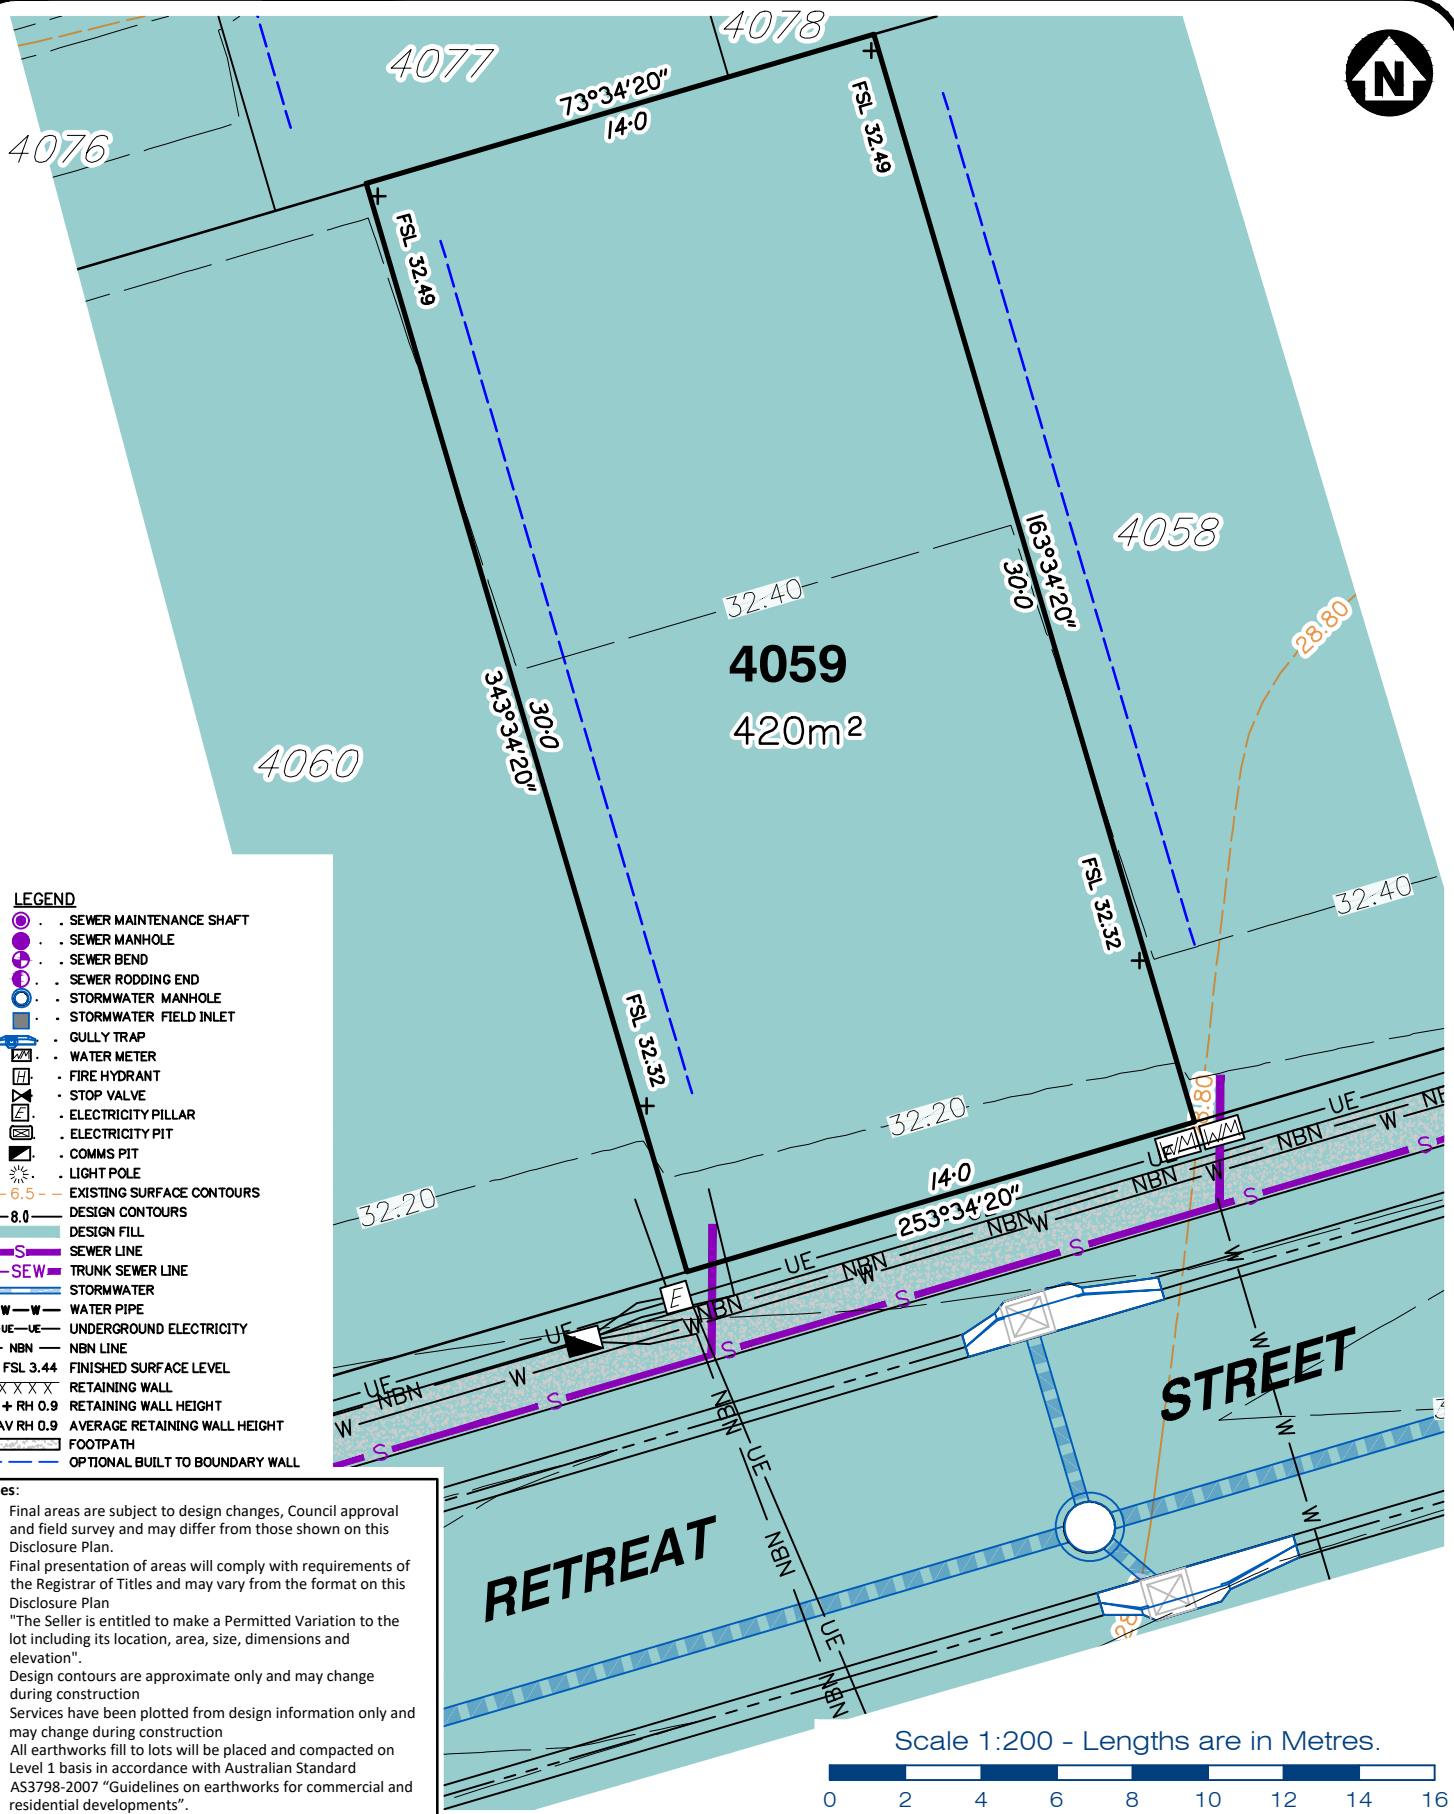 4078
4077
N
73°34'20"
14·0
4076
FSL 32.49
FSL 32.49
163°34'20"
30·0
4058
32.40
28.80
4059
420m²
343°34'20"
30·0
4060
FSL 32.32
32.40
FSL 32.32
32.20
32.20
14·0
253°34'20"
UE
NBN
W
S
E
WM
WM
STREET
RETREAT
LEGEND
SEWER MAINTENANCE SHAFT
SEWER MANHOLE
SEWER BEND
SEWER RODDING END
STORMWATER MANHOLE
STORMWATER FIELD INLET
GULLY TRAP
WM WATER METER
H FIRE HYDRANT
STOP VALVE
E ELECTRICITY PILLAR
ELECTRICITY PIT
COMMS PIT
LIGHT POLE
6.5 EXISTING SURFACE CONTOURS
8.0 DESIGN CONTOURS
DESIGN FILL
S SEWER LINE
SEW TRUNK SEWER LINE
STORMWATER
W W WATER PIPE
UE UE UNDERGROUND ELECTRICITY
NBN NBN LINE
FSL 3.44 FINISHED SURFACE LEVEL
RETAINING WALL
+ RH 0.9 RETAINING WALL HEIGHT
AV RH 0.9 AVERAGE RETAINING WALL HEIGHT
FOOTPATH
OPTIONAL BUILT TO BOUNDARY WALL
es:
Final areas are subject to design changes, Council approval
and field survey and may differ from those shown on this
Disclosure Plan.
Final presentation of areas will comply with requirements of
the Registrar of Titles and may vary from the format on this
Disclosure Plan
"The Seller is entitled to make a Permitted Variation to the
lot including its location, area, size, dimensions and
elevation".
Design contours are approximate only and may change
during construction
Services have been plotted from design information only and
may change during construction
All earthworks fill to lots will be placed and compacted on
Level 1 basis in accordance with Australian Standard
AS3798-2007 “Guidelines on earthworks for commercial and
residential developments”.
Scale 1:200 - Lengths are in Metres.
0 2 4 6 8 10 12 14 16